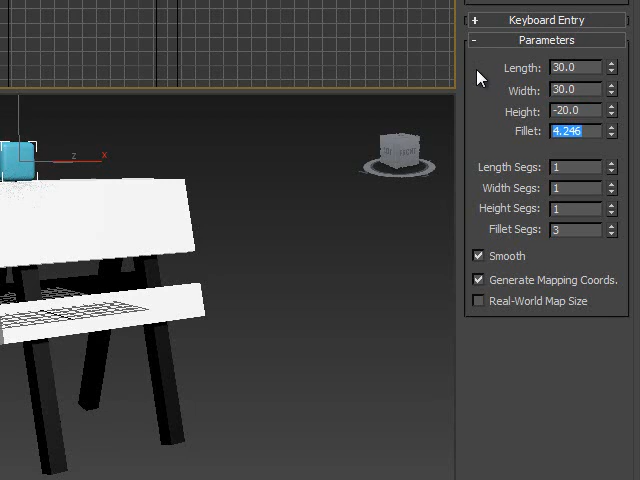 + Keyboard Entry
- Parameters
Length: 30.0
Width: 30.0
Height: -20.0
Fillet: 4.246
z
x
Length Segs: 1
Width Segs: 1
Height Segs: 1
Fillet Segs: 3
Smooth
Generate Mapping Coords.
Real-World Map Size